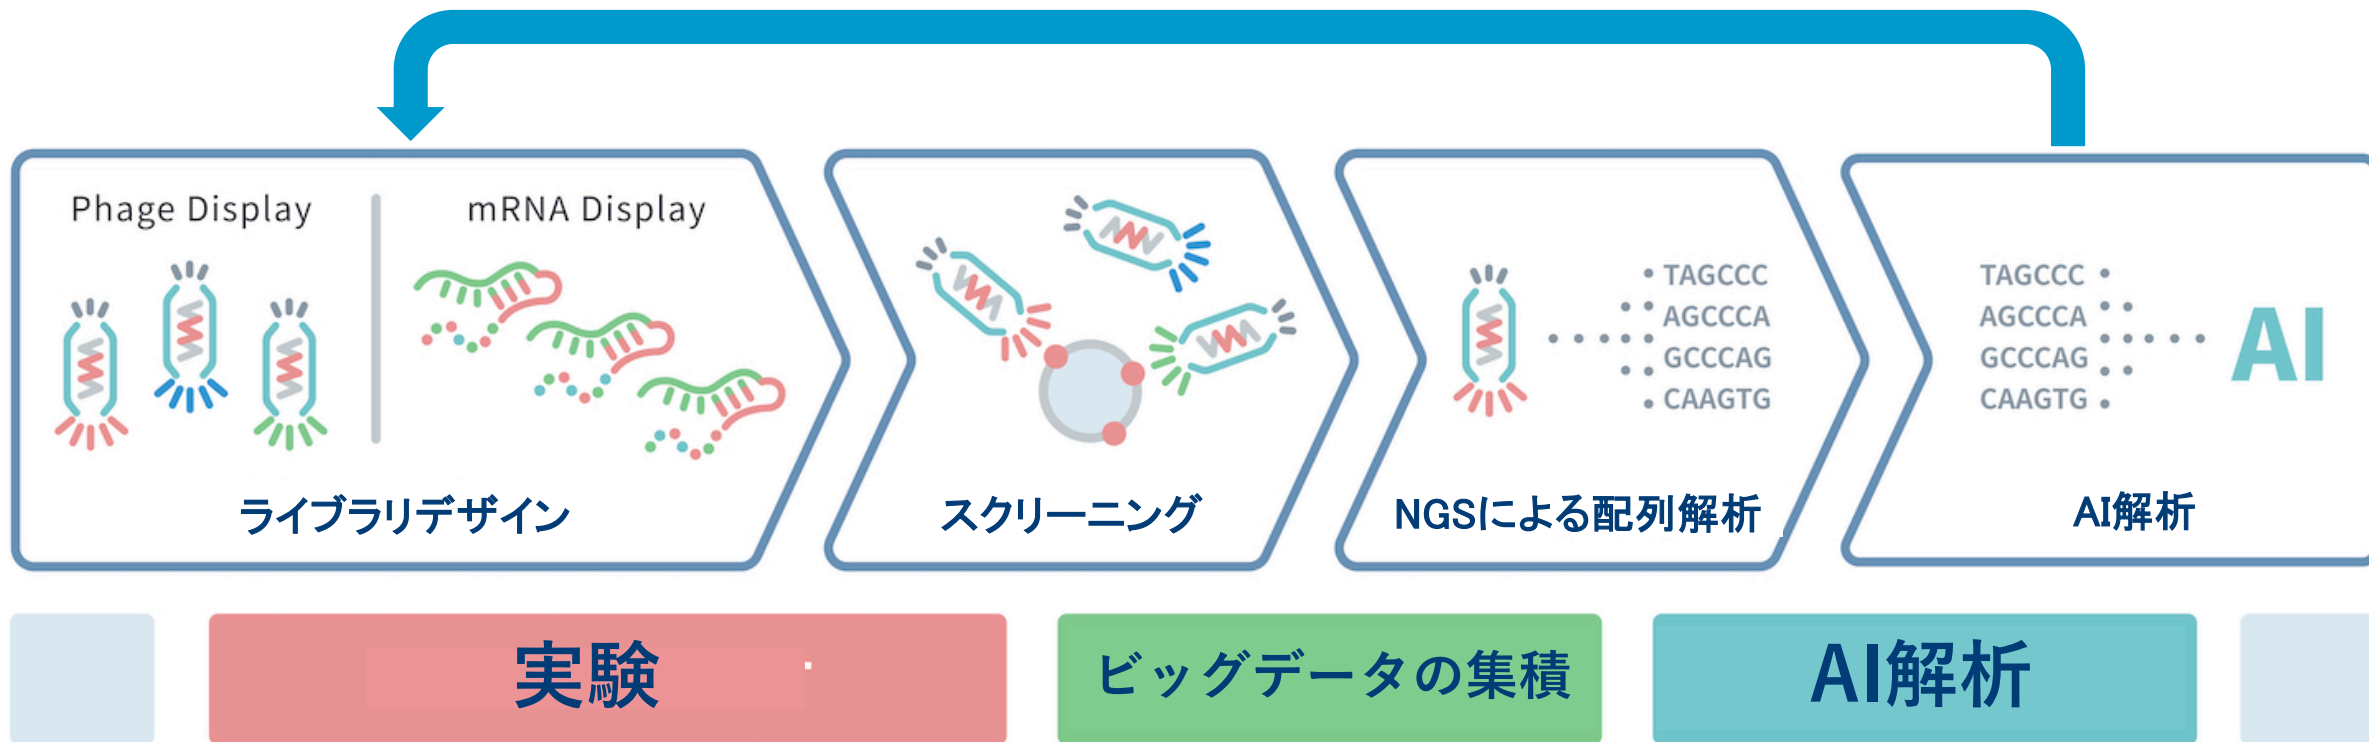 Phage Display
mRNA Display
ライブラリデザイン
スクリーニング
TAGCCC
AGCCCA
GCCCAG
CAAGTG
NGSによる配列解析
TAGCCC
AGCCCA
GCCCAG
CAAGTG
AI
AI解析
実験
ビッグデータの集積
AI解析